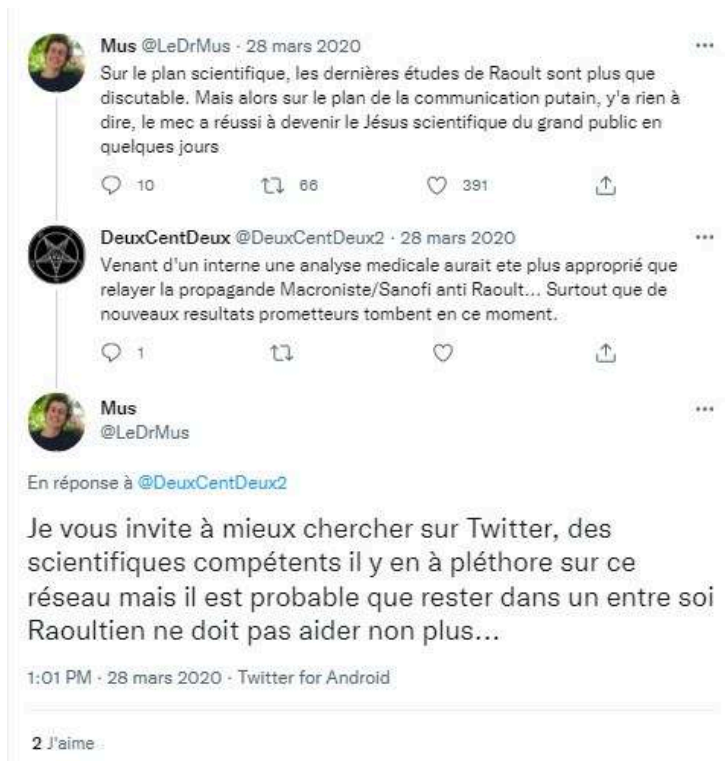 Mus @LeDrMus · 28 mars 2020
Sur le plan scientifique, les dernières études de Raoult sont plus que
discutable. Mais alors sur le plan de la communication putain, y'a rien à
dire, le mec a réussi à devenir le Jésus scientifique du grand public en
quelques jours
10 66 391
DeuxCentDeux @DeuxCentDeux2 · 28 mars 2020
Venant d'un interne une analyse medicale aurait ete plus approprié que
relayer la propagande Macroniste/Sanofi anti Raoult... Surtout que de
nouveaux resultats prometteurs tombent en ce moment.
1
Mus
@LeDrMus
En réponse à @DeuxCentDeux2
Je vous invite à mieux chercher sur Twitter, des
scientifiques compétents il y en à pléthore sur ce
réseau mais il est probable que rester dans un entre soi
Raoultien ne doit pas aider non plus...
1:01 PM · 28 mars 2020 · Twitter for Android
2 J'aime